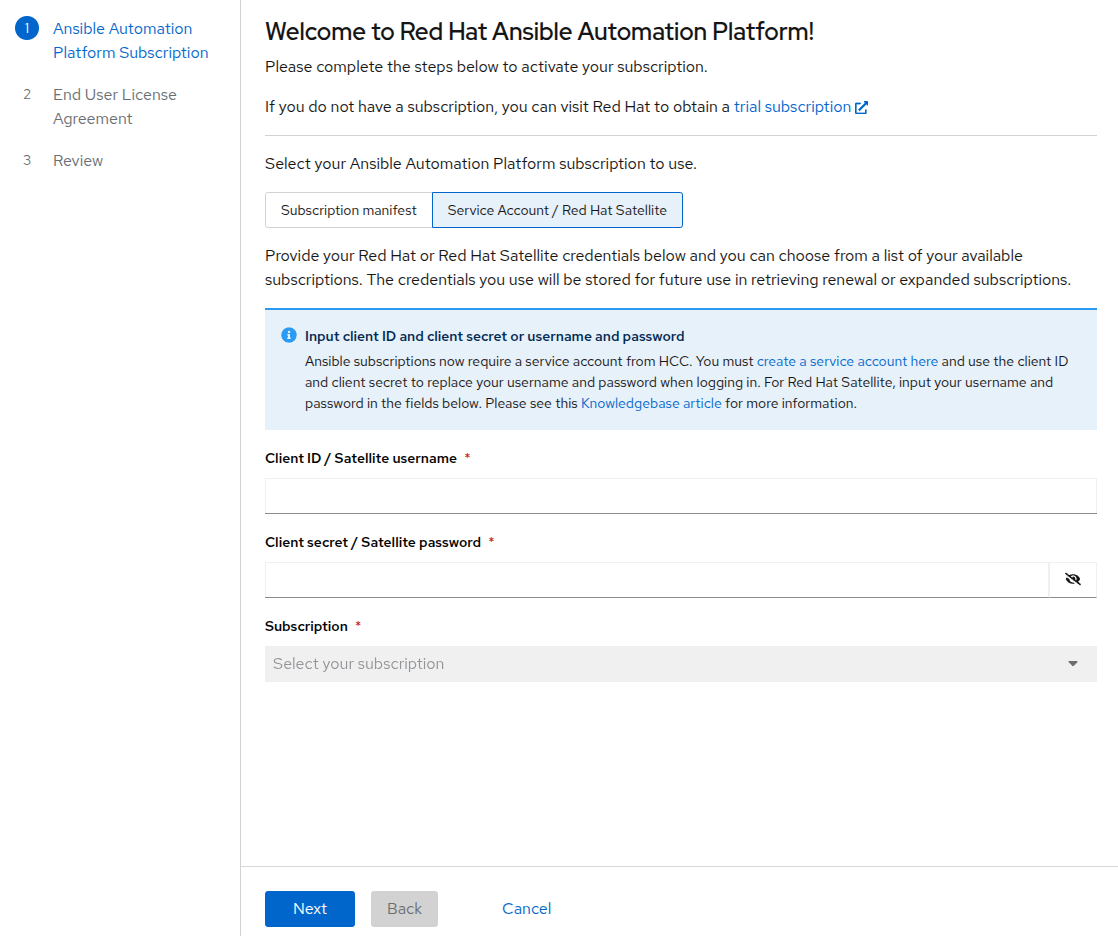 1 Ansible Automation
Platform Subscription
2 End User License
Agreement
3 Review
Welcome to Red Hat Ansible Automation Platform!
Please complete the steps below to activate your subscription.
If you do not have a subscription, you can visit Red Hat to obtain a trial subscription
Select your Ansible Automation Platform subscription to use.
Subscription manifest Service Account / Red Hat Satellite
Provide your Red Hat or Red Hat Satellite credentials below and you can choose from a list of your available
subscriptions. The credentials you use will be stored for future use in retrieving renewal or expanded subscriptions.
Input client ID and client secret or username and password
Ansible subscriptions now require a service account from HCC. You must create a service account here and use the client ID
and client secret to replace your username and password when logging in. For Red Hat Satellite, input your username and
password in the fields below. Please see this Knowledgebase article for more information.
Client ID / Satellite username *
Client secret / Satellite password *
Subscription *
Select your subscription
Next Back Cancel